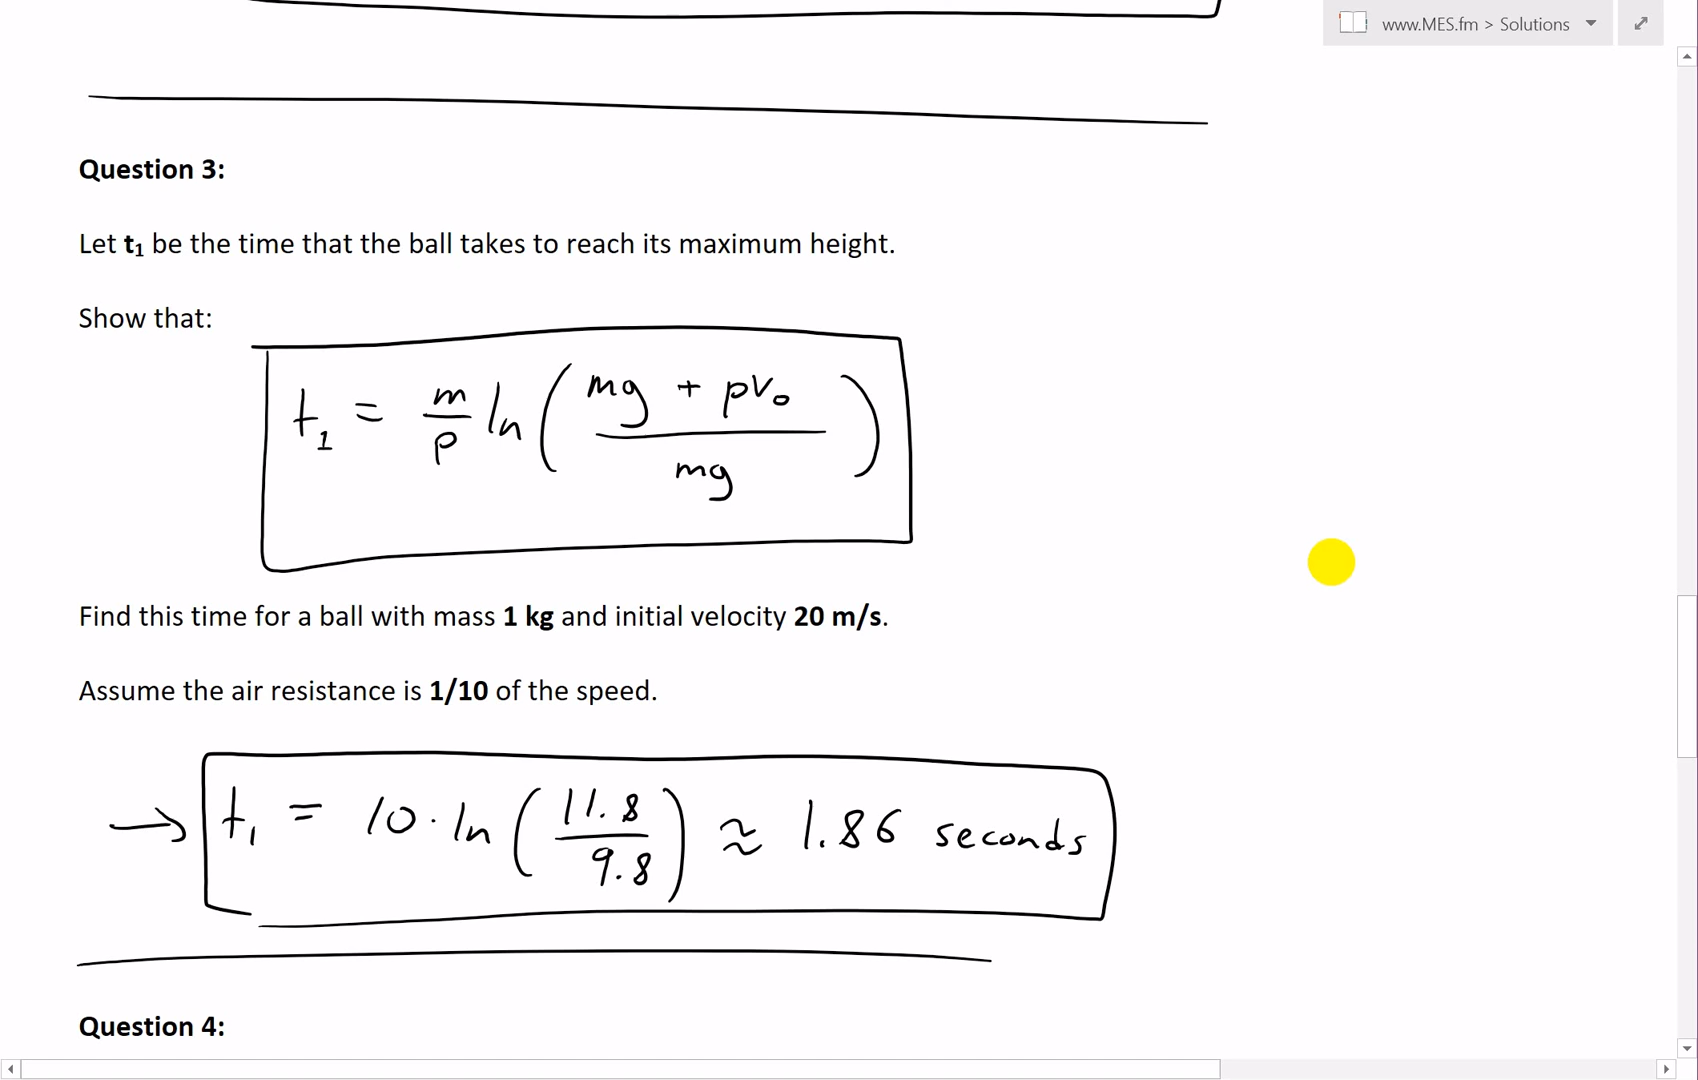 www.MES.fm > Solutions
Question 3:
Let t₁ be the time that the ball takes to reach its maximum height.
Show that:
t₁ = m/p ln( (mg + pv₀) / mg )
Find this time for a ball with mass 1 kg and initial velocity 20 m/s.
Assume the air resistance is 1/10 of the speed.
→ t₁ = 10 · ln( 11.8 / 9.8 ) ≈ 1.86 seconds
Question 4: